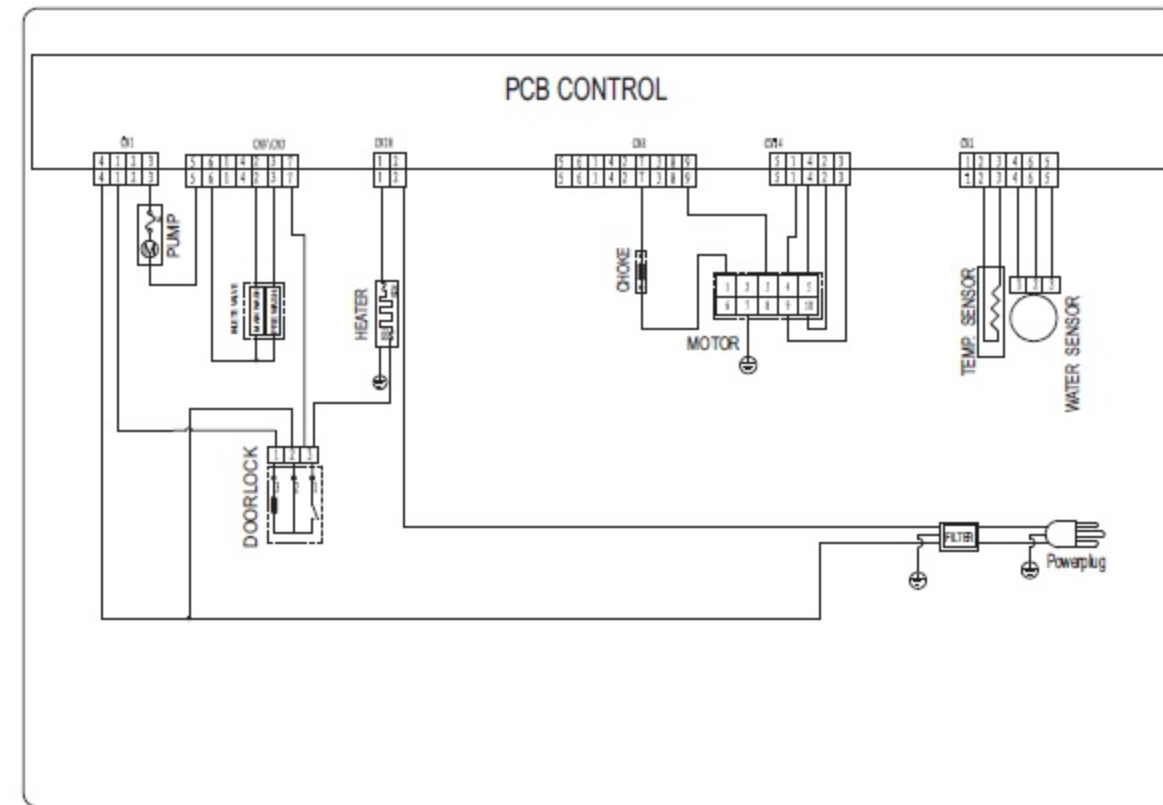 PCB CONTROL
4 1 2 3
5 6 1 4 2 3 7
1 2
5 6 1 4 2 7 3 8 9
5 1 4 2 3
1 2 3 4 6 5
4 1 2 3
5 6 1 4 2 3 7
1 2
5 6 1 4 2 7 3 8 9
5 1 4 2 3
1 2 3 4 6 5
PUMP
MAIN WASH
HEATER
CHOKE
1 2 3 4 5
6 7 8 9 10
MOTOR
TEMP. SENSOR
WATER SENSOR
DOORLOCK
1 2 3
FILTER
Powerplug